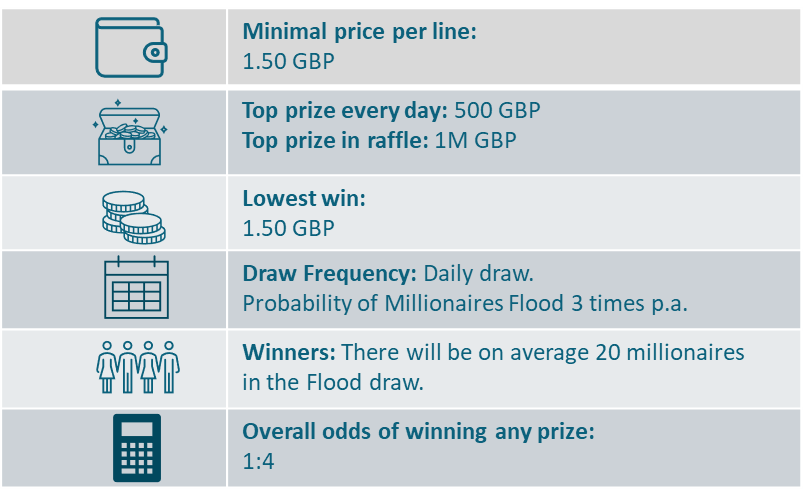 Minimal price per line:
1.50 GBP
Top prize every day: 500 GBP
Top prize in raffle: 1M GBP
Lowest win:
1.50 GBP
Draw Frequency: Daily draw.
Probability of Millionaires Flood 3 times p.a.
Winners: There will be on average 20 millionaires
in the Flood draw.
Overall odds of winning any prize:
1:4